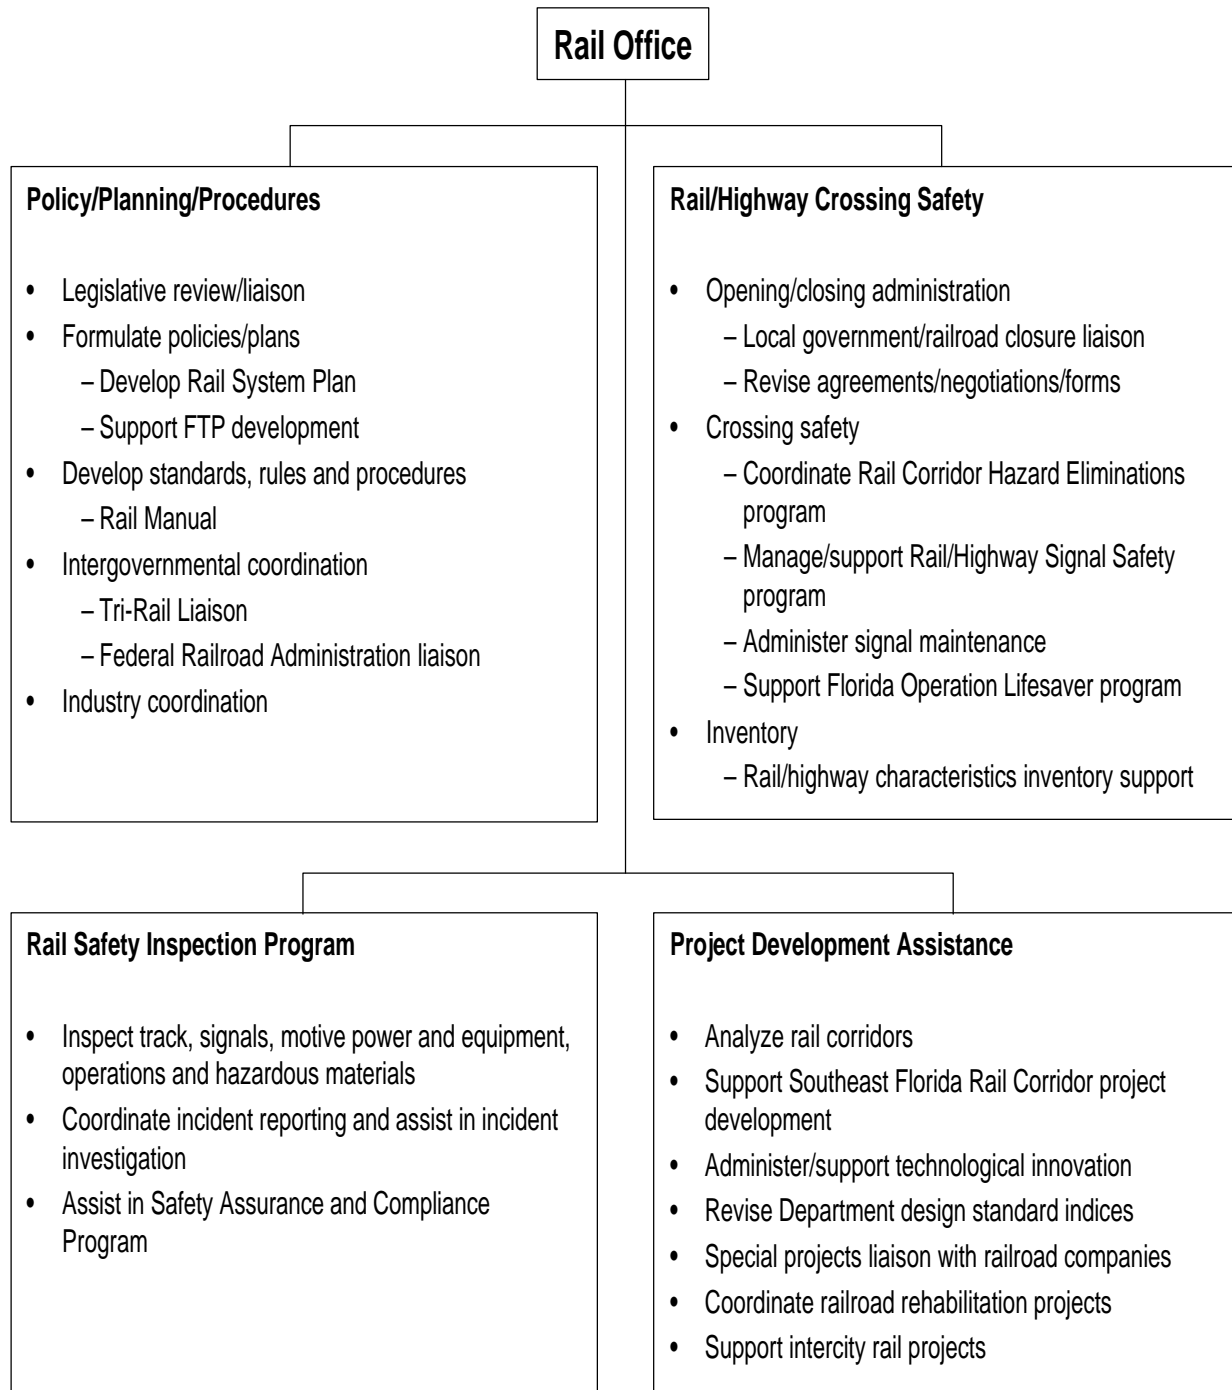 Rail Office
Policy/Planning/Procedures
• Legislative review/liaison
• Formulate policies/plans
– Develop Rail System Plan
– Support FTP development
• Develop standards, rules and procedures
– Rail Manual
• Intergovernmental coordination
– Tri-Rail Liaison
– Federal Railroad Administration liaison
• Industry coordination
Rail/Highway Crossing Safety
• Opening/closing administration
– Local government/railroad closure liaison
– Revise agreements/negotiations/forms
• Crossing safety
– Coordinate Rail Corridor Hazard Eliminations
program
– Manage/support Rail/Highway Signal Safety
program
– Administer signal maintenance
– Support Florida Operation Lifesaver program
• Inventory
– Rail/highway characteristics inventory support
Rail Safety Inspection Program
• Inspect track, signals, motive power and equipment,
operations and hazardous materials
• Coordinate incident reporting and assist in incident
investigation
• Assist in Safety Assurance and Compliance
Program
Project Development Assistance
• Analyze rail corridors
• Support Southeast Florida Rail Corridor project
development
• Administer/support technological innovation
• Revise Department design standard indices
• Special projects liaison with railroad companies
• Coordinate railroad rehabilitation projects
• Support intercity rail projects